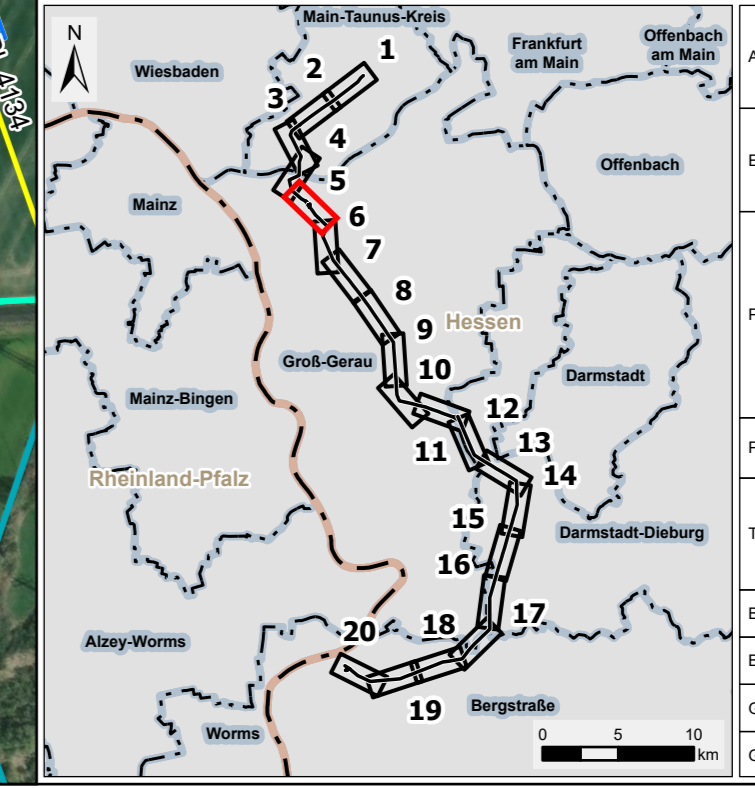 4134
N
Main-Taunus-Kreis
Wiesbaden
Frankfurt
am Main
Offenbach
am Main
1
2
3
4
Offenbach
5
Mainz
6
7
8
Hessen
9
Groß-Gerau
10
Darmstadt
Mainz-Bingen
12
11
13
Rheinland-Pfalz
14
15
Darmstadt-Dieburg
16
17
18
20
Alzey-Worms
19
Bergstraße
Worms
0 5 10
km